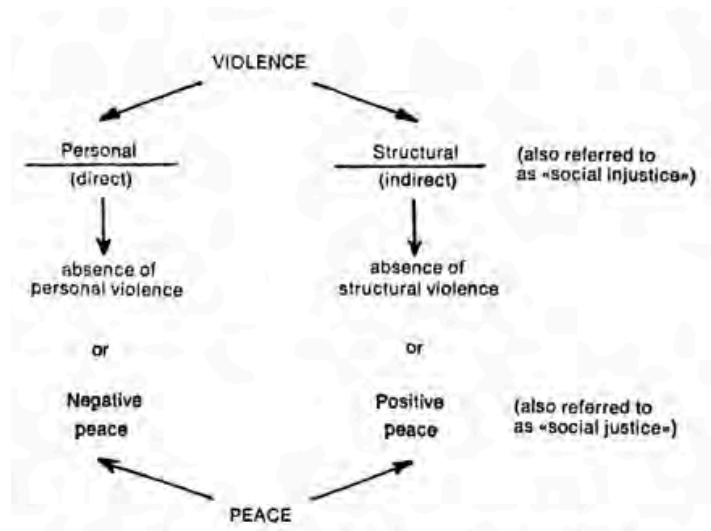 VIOLENCE
Personal
(direct)
Structural
(indirect)
(also referred to
as «social injustice»)
absence of
personal violence
absence of
structural violence
or
or
Negative
peace
Positive
peace
(also referred to
as «social justice»)
PEACE